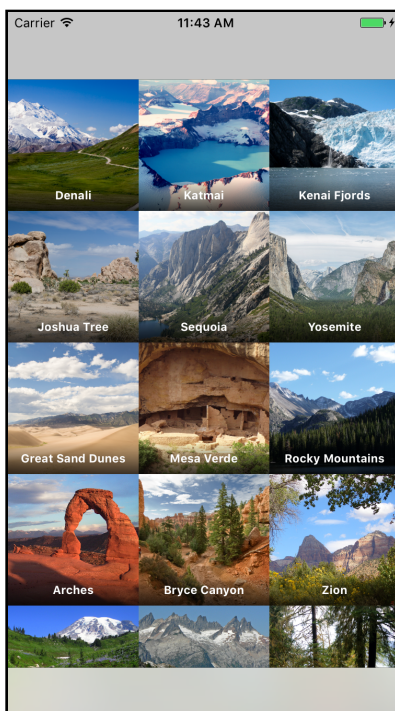 Carrier 11:43 AM
Denali Katmai Kenai Fjords
Joshua Tree Sequoia Yosemite
Great Sand Dunes Mesa Verde Rocky Mountains
Arches Bryce Canyon Zion